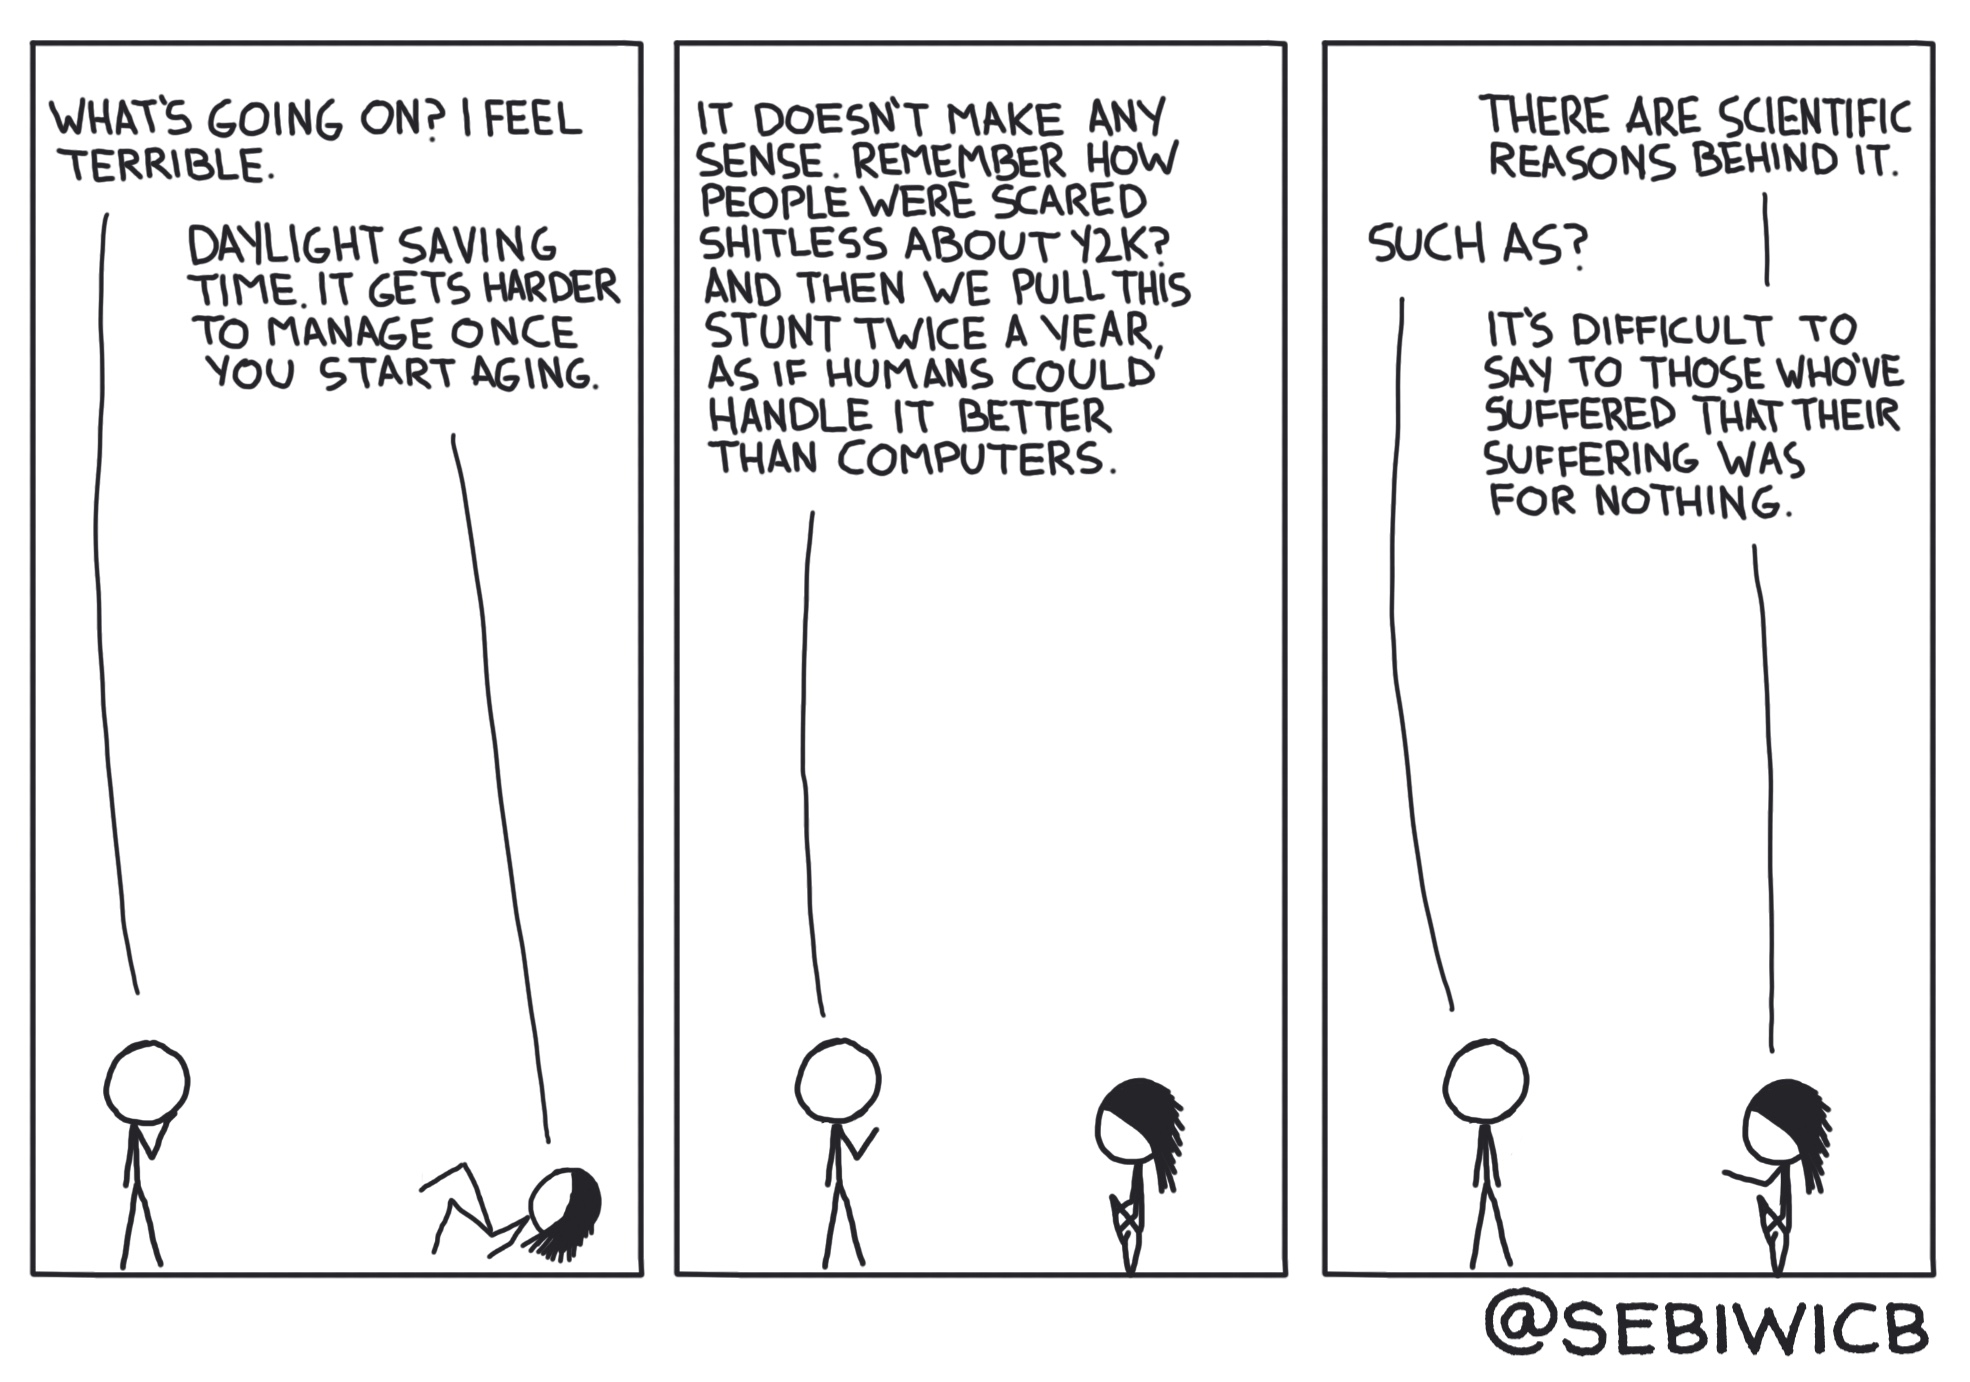 WHAT'S GOING ON? I FEEL
TERRIBLE.
DAYLIGHT SAVING
TIME. IT GETS HARDER
TO MANAGE ONCE
YOU START AGING.
IT DOESN'T MAKE ANY
SENSE. REMEMBER HOW
PEOPLE WERE SCARED
SHITLESS ABOUT Y2K?
AND THEN WE PULL THIS
STUNT TWICE A YEAR,
AS IF HUMANS COULD
HANDLE IT BETTER
THAN COMPUTERS.
THERE ARE SCIENTIFIC
REASONS BEHIND IT.
SUCH AS?
IT'S DIFFICULT TO
SAY TO THOSE WHO'VE
SUFFERED THAT THEIR
SUFFERING WAS
FOR NOTHING.
@SEBIWICB